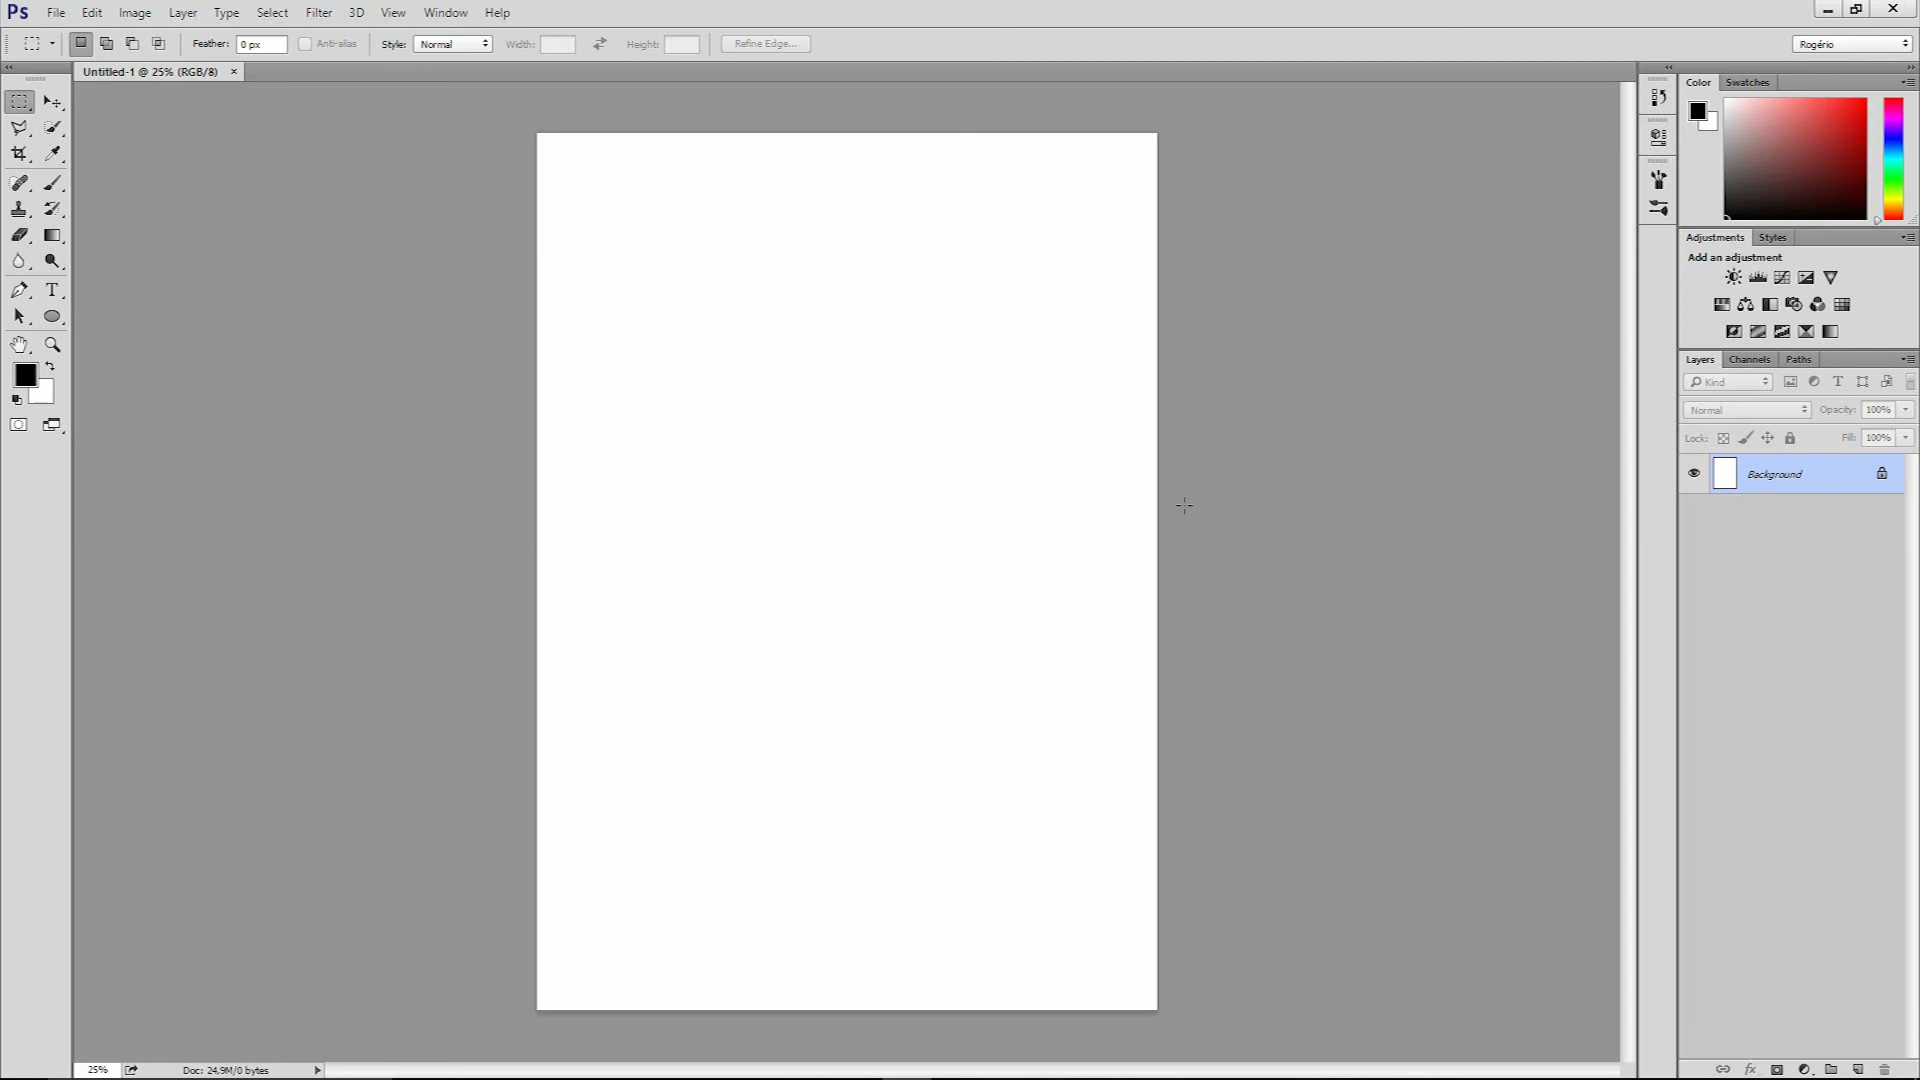 Ps File Edit Image Layer Type Select Filter 3D View Window Help
Feather: 0 px Anti-alias Style: Normal Width: Height: Refine Edge... Rogério
Untitled-1 @ 25% (RGB/8) ×
Color Swatches
Adjustments Styles
Add an adjustment
Layers Channels Paths
Kind
Normal Opacity: 100%
Lock: Fill: 100%
Background
25% Doc: 24,9M/0 bytes
fx